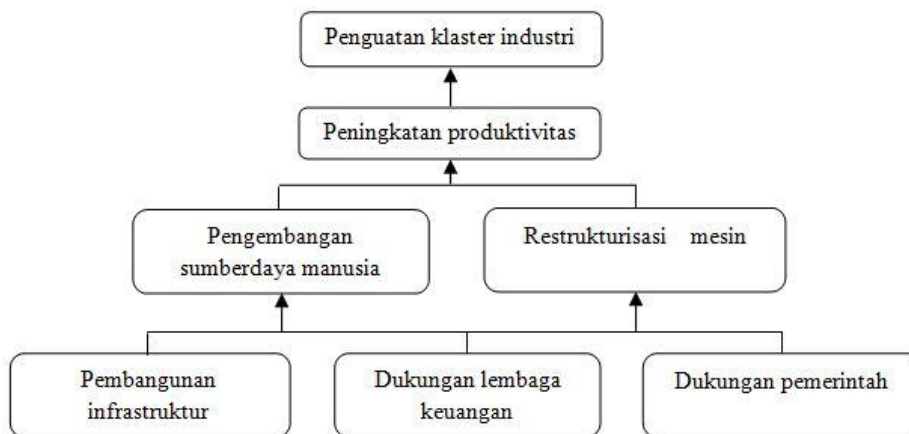 Penguatan klaster industri
Peningkatan produktivitas
Pengembangan
sumberdaya manusia
Restrukturisasi mesin
Pembangunan
infrastruktur
Dukungan lembaga
keuangan
Dukungan pemerintah